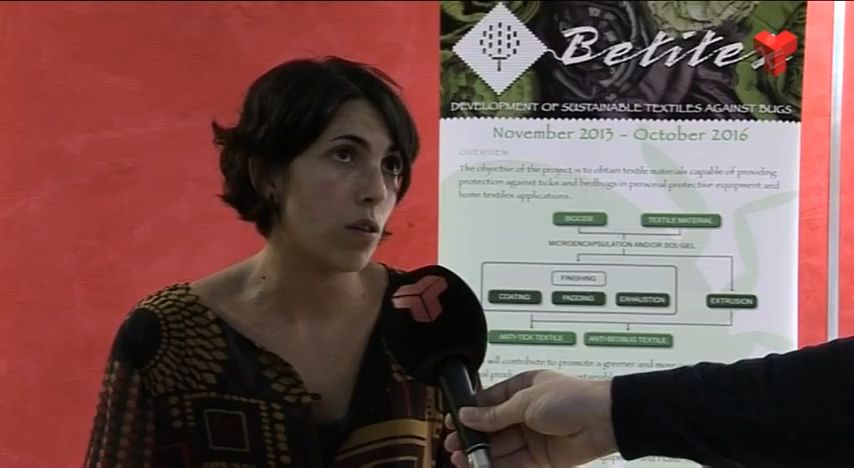 Betitex
DEVELOPMENT OF SUSTAINABLE TEXTILES AGAINST BUGS
November 2013 - October 2016
OVERVIEW
The objective of the project is to obtain textile materials capable of providing
protection against ticks and bedbugs in personal protective equipment and
home textiles applications.
BIOCIDE TEXTILE MATERIAL
MICROENCAPSULATION AND/OR SOL-GEL
FINISHING
COATING PADDING EXHAUSTION EXTRUSION
ANTI-TICK TEXTILE ANTI-BEDBUG TEXTILE
will contribute to promote a greener and more